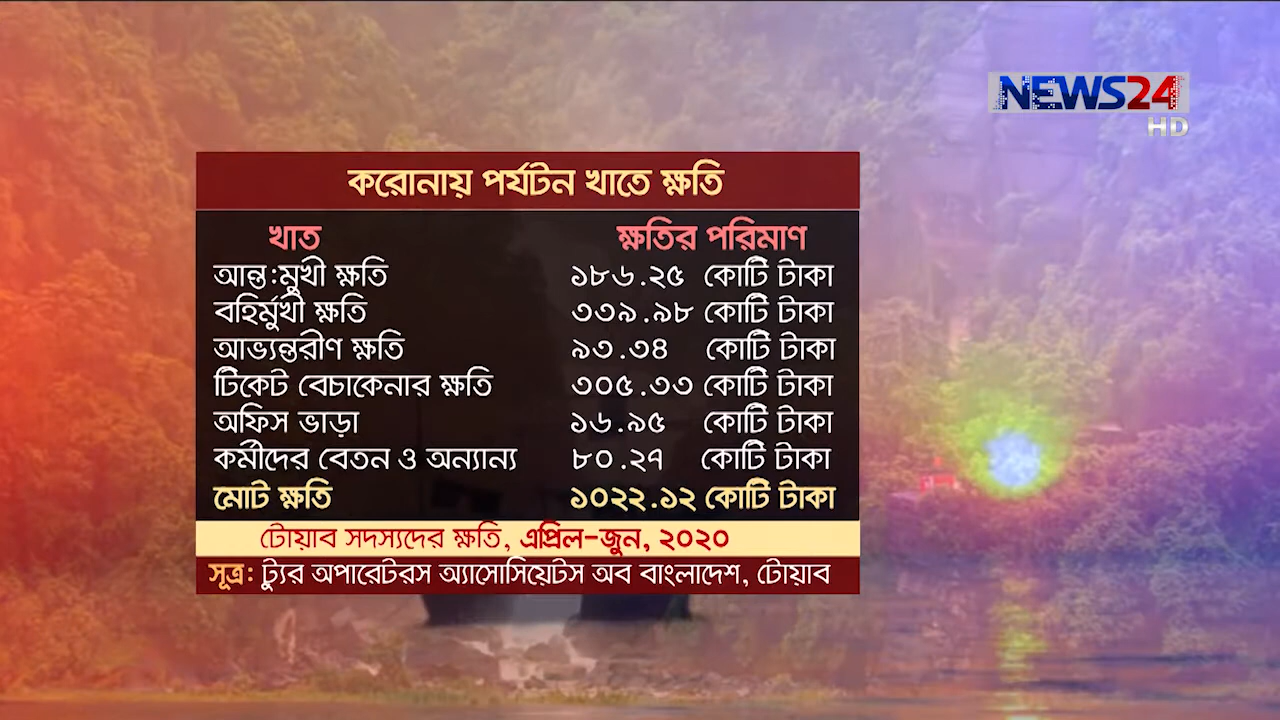 NEWS24
HD
করোনায় পর্যটন খাতে ক্ষতি
খাত ক্ষতির পরিমাণ
আন্ত:মুখী ক্ষতি ১৮৬.২৫ কোটি টাকা
বহির্মুখী ক্ষতি ৩৩৯.৯৮ কোটি টাকা
আভ্যন্তরীণ ক্ষতি ৯৩.৩৪ কোটি টাকা
টিকেট বেচাকেনার ক্ষতি ৩০৫.৩৩ কোটি টাকা
অফিস ভাড়া ১৬.৯৫ কোটি টাকা
কর্মীদের বেতন ও অন্যান্য ৮০.২৭ কোটি টাকা
মোট ক্ষতি ১০২২.১২ কোটি টাকা
টোয়াব সদস্যদের ক্ষতি, এপ্রিল-জুন, ২০২০
সূত্র: ট্যুর অপারেটরস অ্যাসোসিয়েটস অব বাংলাদেশ, টোয়াব